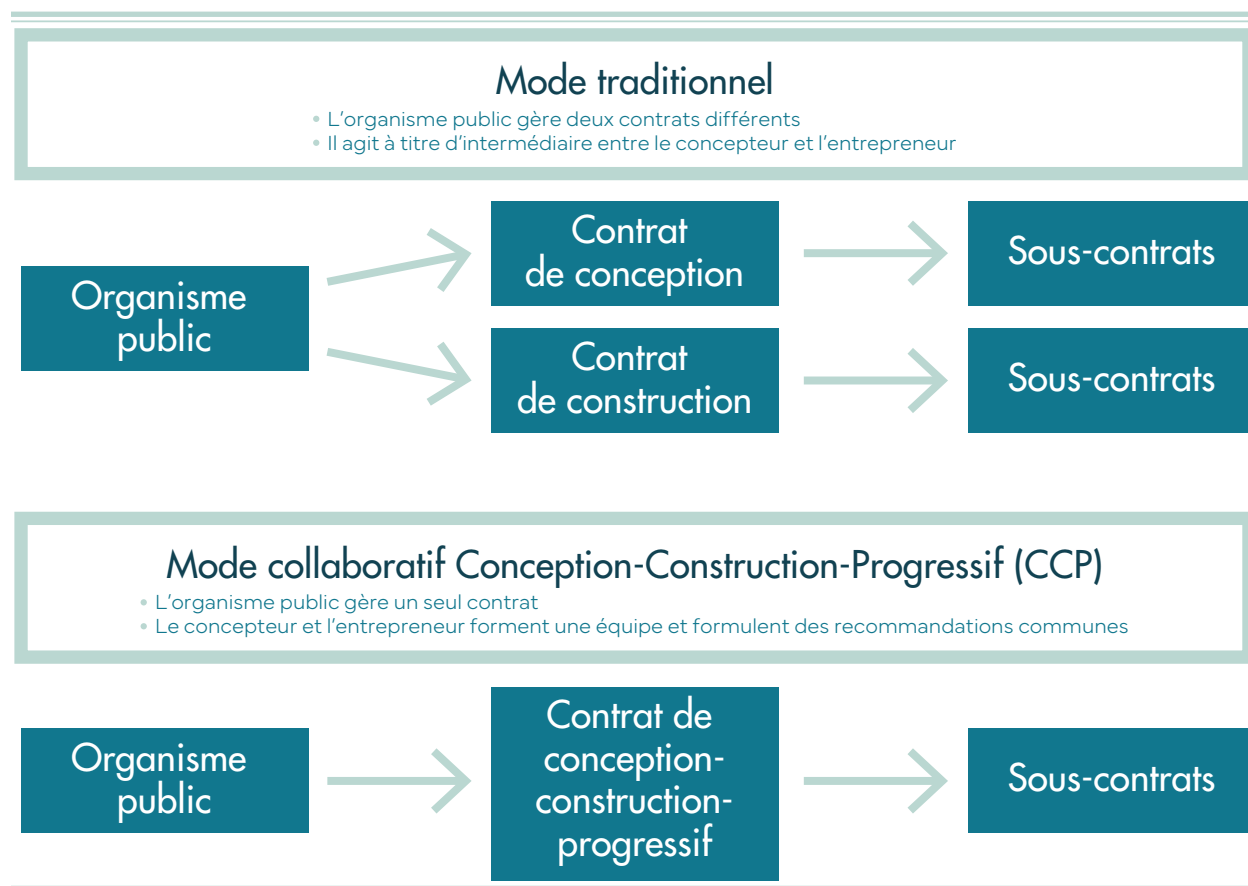 Mode traditionnel
• L'organisme public gère deux contrats différents
• Il agit à titre d'intermédiaire entre le concepteur et l'entrepreneur
Organisme
public
Contrat
de conception
Sous-contrats
Contrat
de construction
Sous-contrats
Mode collaboratif Conception-Construction-Progressif (CCP)
• L'organisme public gère un seul contrat
• Le concepteur et l'entrepreneur forment une équipe et formulent des recommandations communes
Organisme
public
Contrat de
conception-
construction-
progressif
Sous-contrats